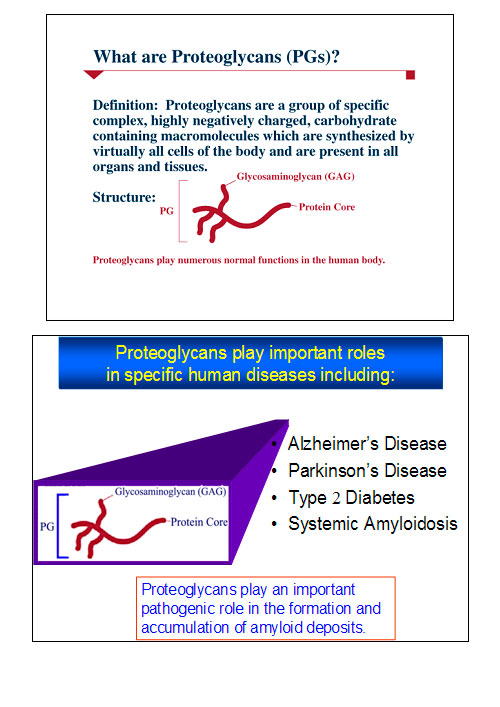 What are Proteoglycans (PGs)?
Definition: Proteoglycans are a group of specific
complex, highly negatively charged, carbohydrate
containing macromolecules which are synthesized by
virtually all cells of the body and are present in all
organs and tissues.
Glycosaminoglycan (GAG)
Structure:
PG
Protein Core
Proteoglycans play numerous normal functions in the human body.
Proteoglycans play important roles
in specific human diseases including:
• Alzheimer's Disease
• Parkinson's Disease
• Type 2 Diabetes
• Systemic Amyloidosis
Glycosaminoglycan (GAG)
PG
Protein Core
Proteoglycans play an important
pathogenic role in the formation and
accumulation of amyloid deposits.